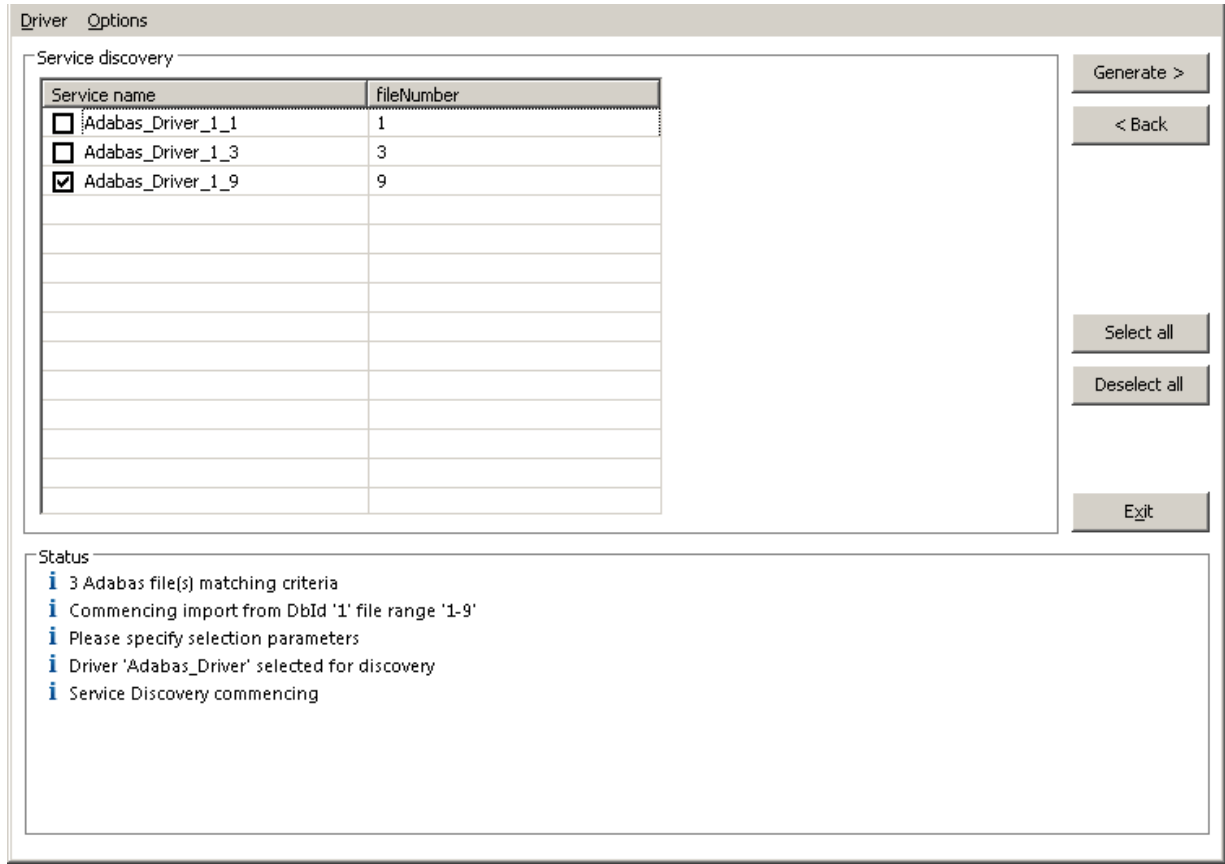 Driver Options
Service discovery
Service name fileNumber
Adabas_Driver_1_1 1
Adabas_Driver_1_3 3
Adabas_Driver_1_9 9
Generate >
< Back
Select all
Deselect all
Exit
Status
3 Adabas file(s) matching criteria
Commencing import from DbId '1' file range '1-9'
Please specify selection parameters
Driver 'Adabas_Driver' selected for discovery
Service Discovery commencing